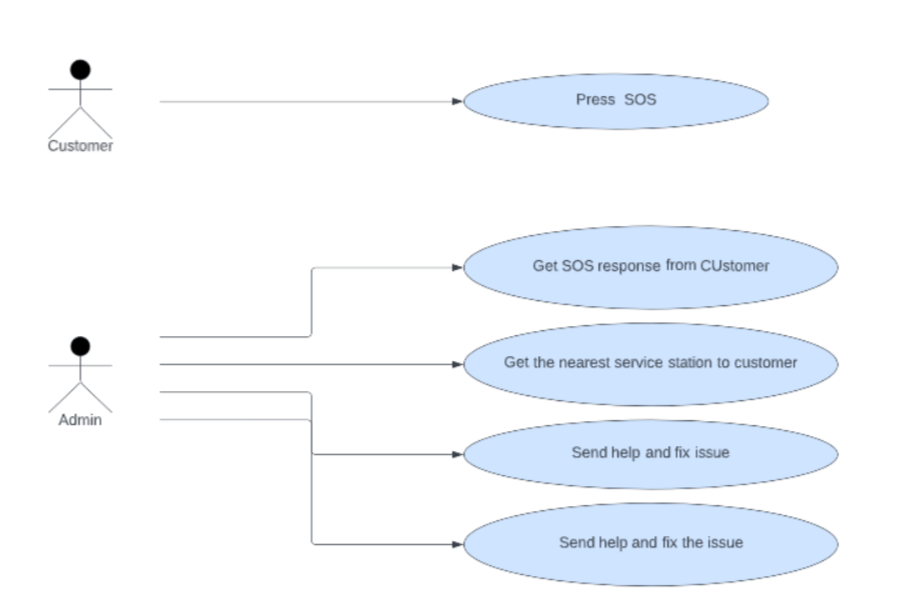 Press SOS
Customer
Get SOS response from CUstomer
Get the nearest service station to customer
Admin
Send help and fix issue
Send help and fix the issue